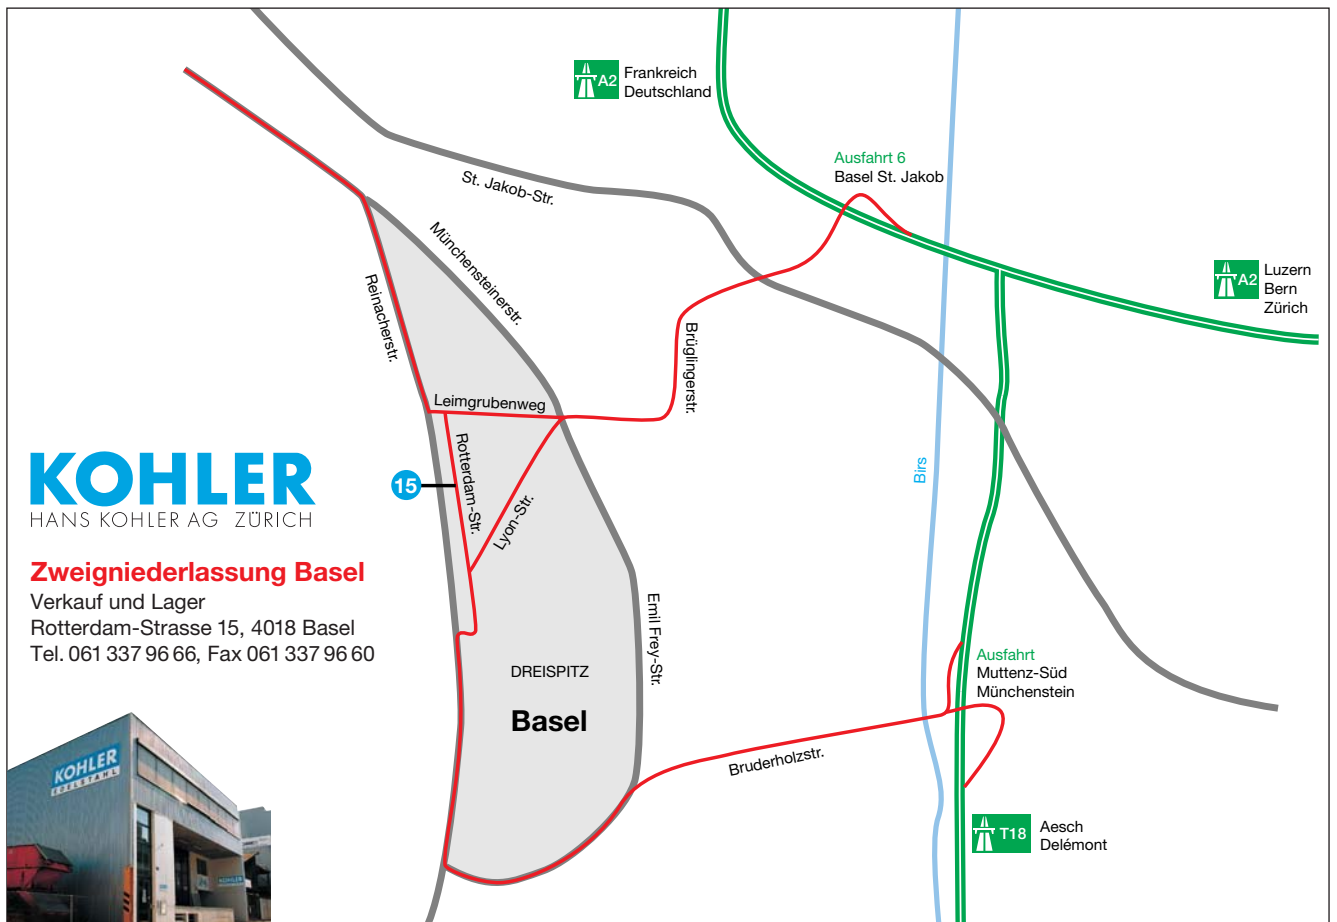 A2
Frankreich
Deutschland
Ausfahrt 6
Basel St. Jakob
St. Jakob-Str.
Münchensteinerstr.
Reinacherstr.
A2
Luzern
Bern
Zürich
Brüglingerstr.
Leimgrubenweg
Rotterdam-Str.
15
Lyon-Str.
Birs
KOHLER
HANS KOHLER AG ZÜRICH
Zweigniederlassung Basel
Verkauf und Lager
Rotterdam-Strasse 15, 4018 Basel
Tel. 061 337 96 66, Fax 061 337 96 60
Emil Frey-Str.
DREISPITZ
Basel
Ausfahrt
Muttenz-Süd
Münchenstein
Bruderholzstr.
T18
Aesch
Delémont
KOHLER
EDELSTAHL
KOHLER